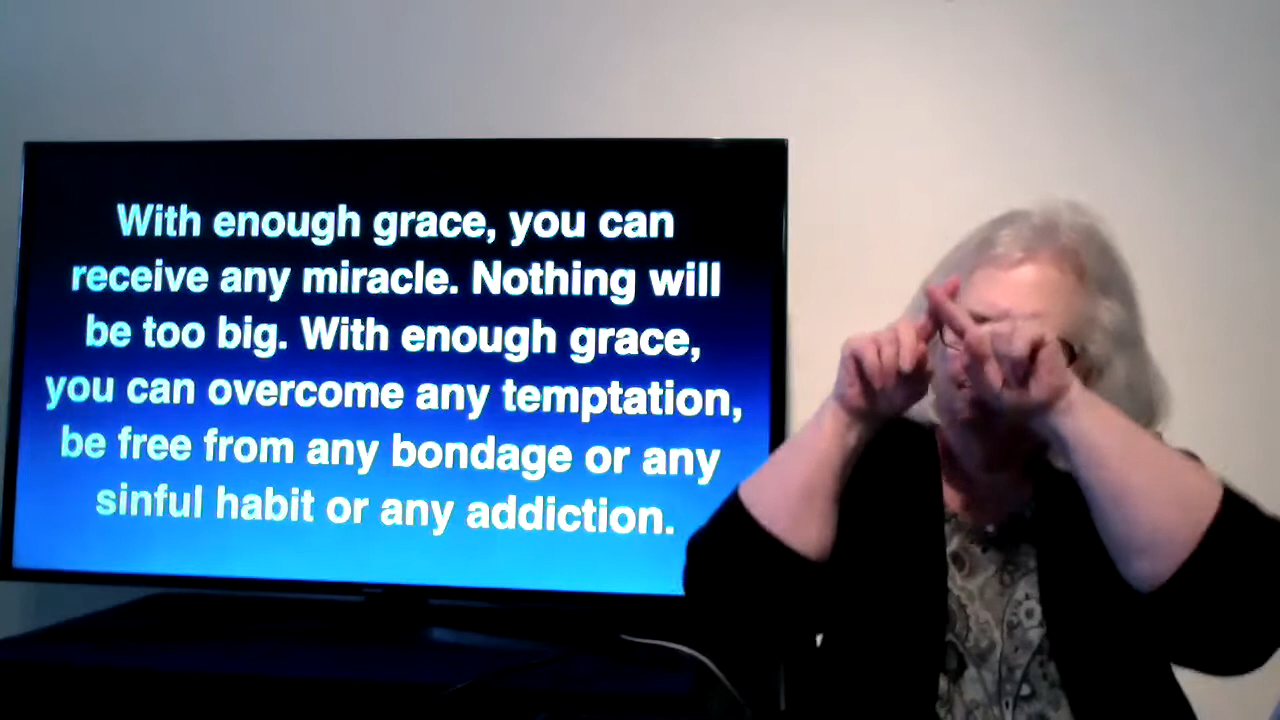 With enough grace, you can
receive any miracle. Nothing will
be too big. With enough grace,
you can overcome any temptation,
be free from any bondage or any
sinful habit or any addiction.